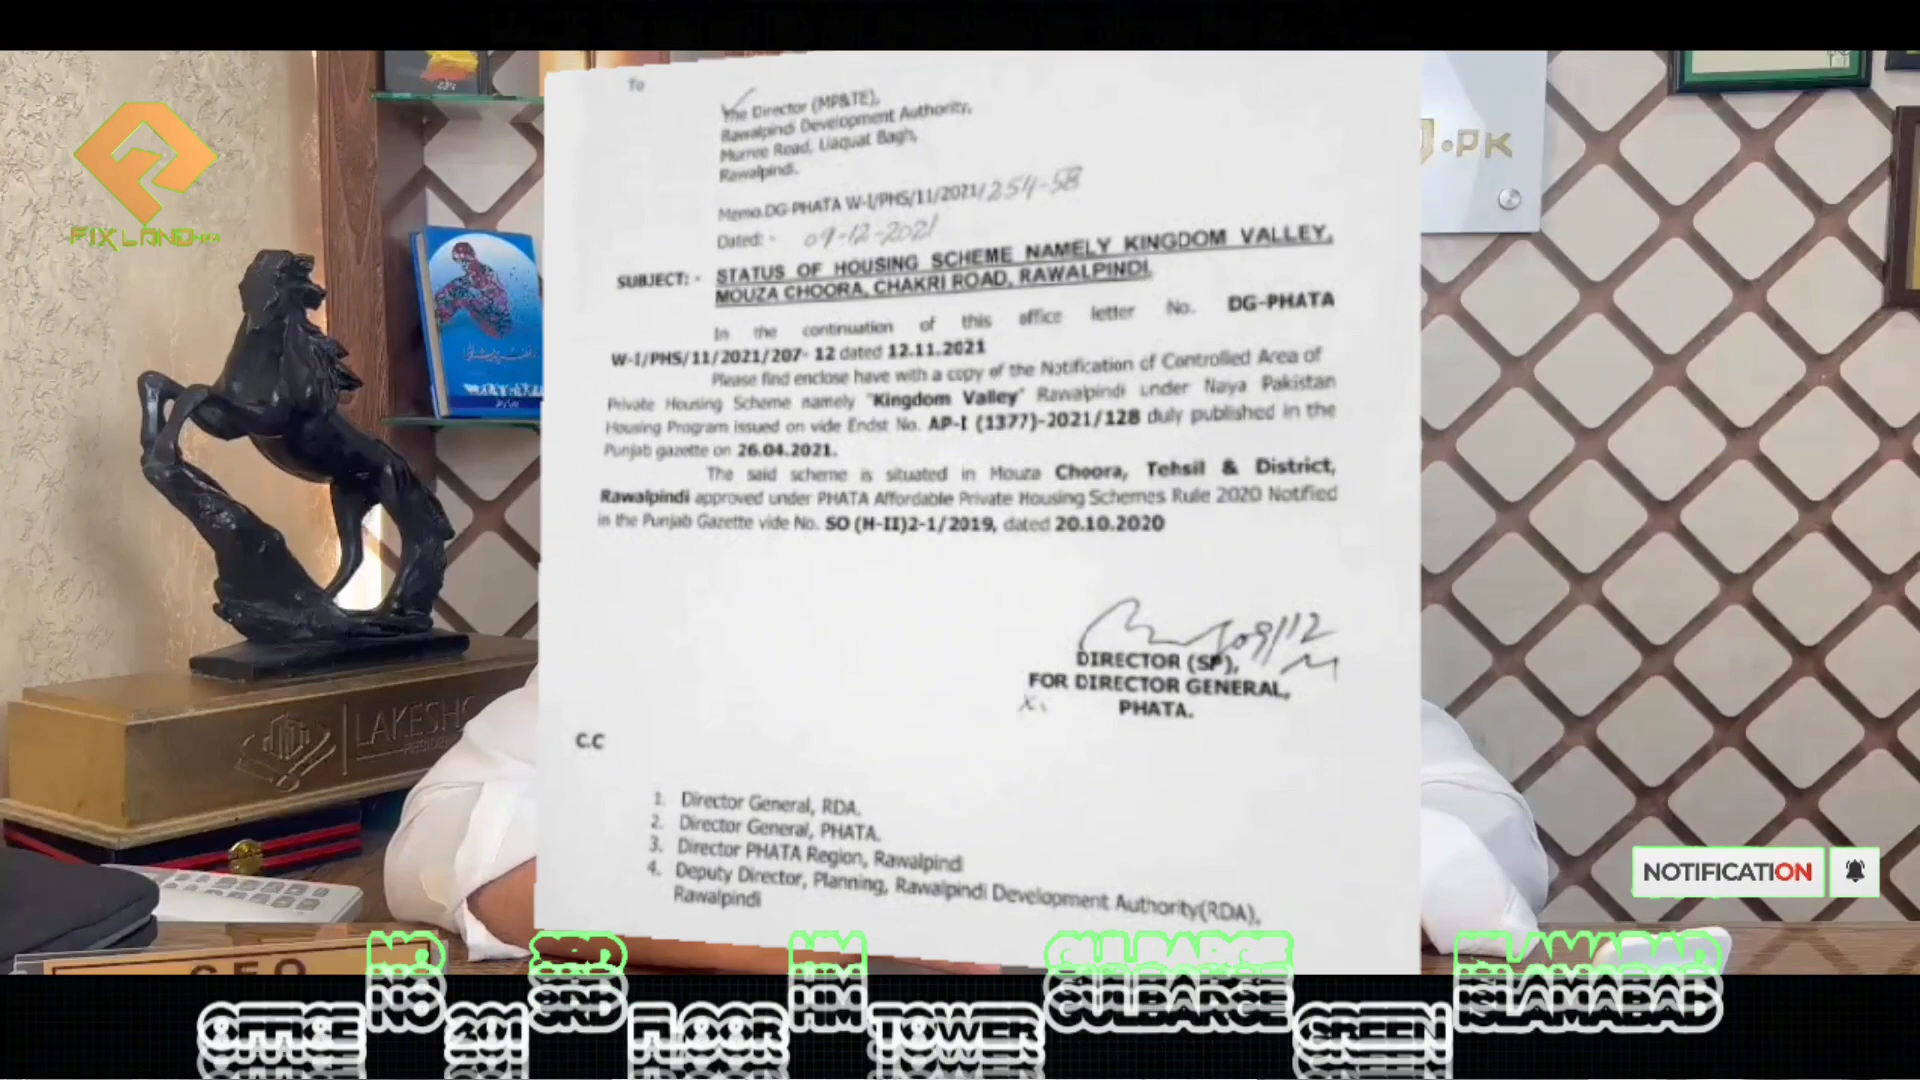 To
The Director (MP&TE),
Rawalpindi Development Authority,
Murree Road, Liaquat Bagh,
Rawalpindi.
Memo.DG-PHATA W-I/PHS/11/2021/254-58
Dated: - 09-12-2021
SUBJECT: - STATUS OF HOUSING SCHEME NAMELY KINGDOM VALLEY,
MOUZA CHOORA, CHAKRI ROAD, RAWALPINDI.
In the continuation of this office letter No. DG-PHATA
W-I/PHS/11/2021/207- 12 dated 12.11.2021
Please find enclose have with a copy of the Notification of Controlled Area of
Private Housing Scheme namely "Kingdom Valley" Rawalpindi under Naya Pakistan
Housing Program issued on vide Endst No. AP-I (1377)-2021/128 duly published in the
Punjab gazette on 26.04.2021.
The said scheme is situated in Mouza Choora, Tehsil & District,
Rawalpindi approved under PHATA Affordable Private Housing Schemes Rule 2020 Notified
in the Punjab Gazette vide No. SO (H-II)2-1/2019, dated 20.10.2020
09/12
DIRECTOR (SP),
FOR DIRECTOR GENERAL,
PHATA.
C.C
1. Director General, RDA.
2. Director General, PHATA.
3. Director PHATA Region, Rawalpindi
4. Deputy Director, Planning, Rawalpindi Development Authority(RDA),
Rawalpindi
FIX LAND
LAKESHO
CEO
.PK
NOTIFICATION
OFFICE NO 201 3RD FLOOR HM TOWER GULBARGE GREEN ISLAMABAD